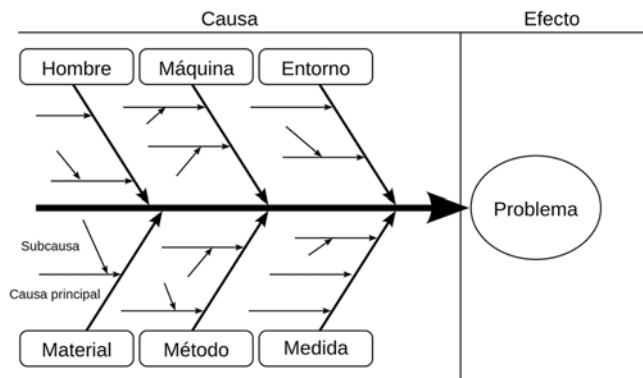 Causa
Efecto
Hombre
Máquina
Entorno
Problema
Subcausa
Causa principal
Material
Método
Medida